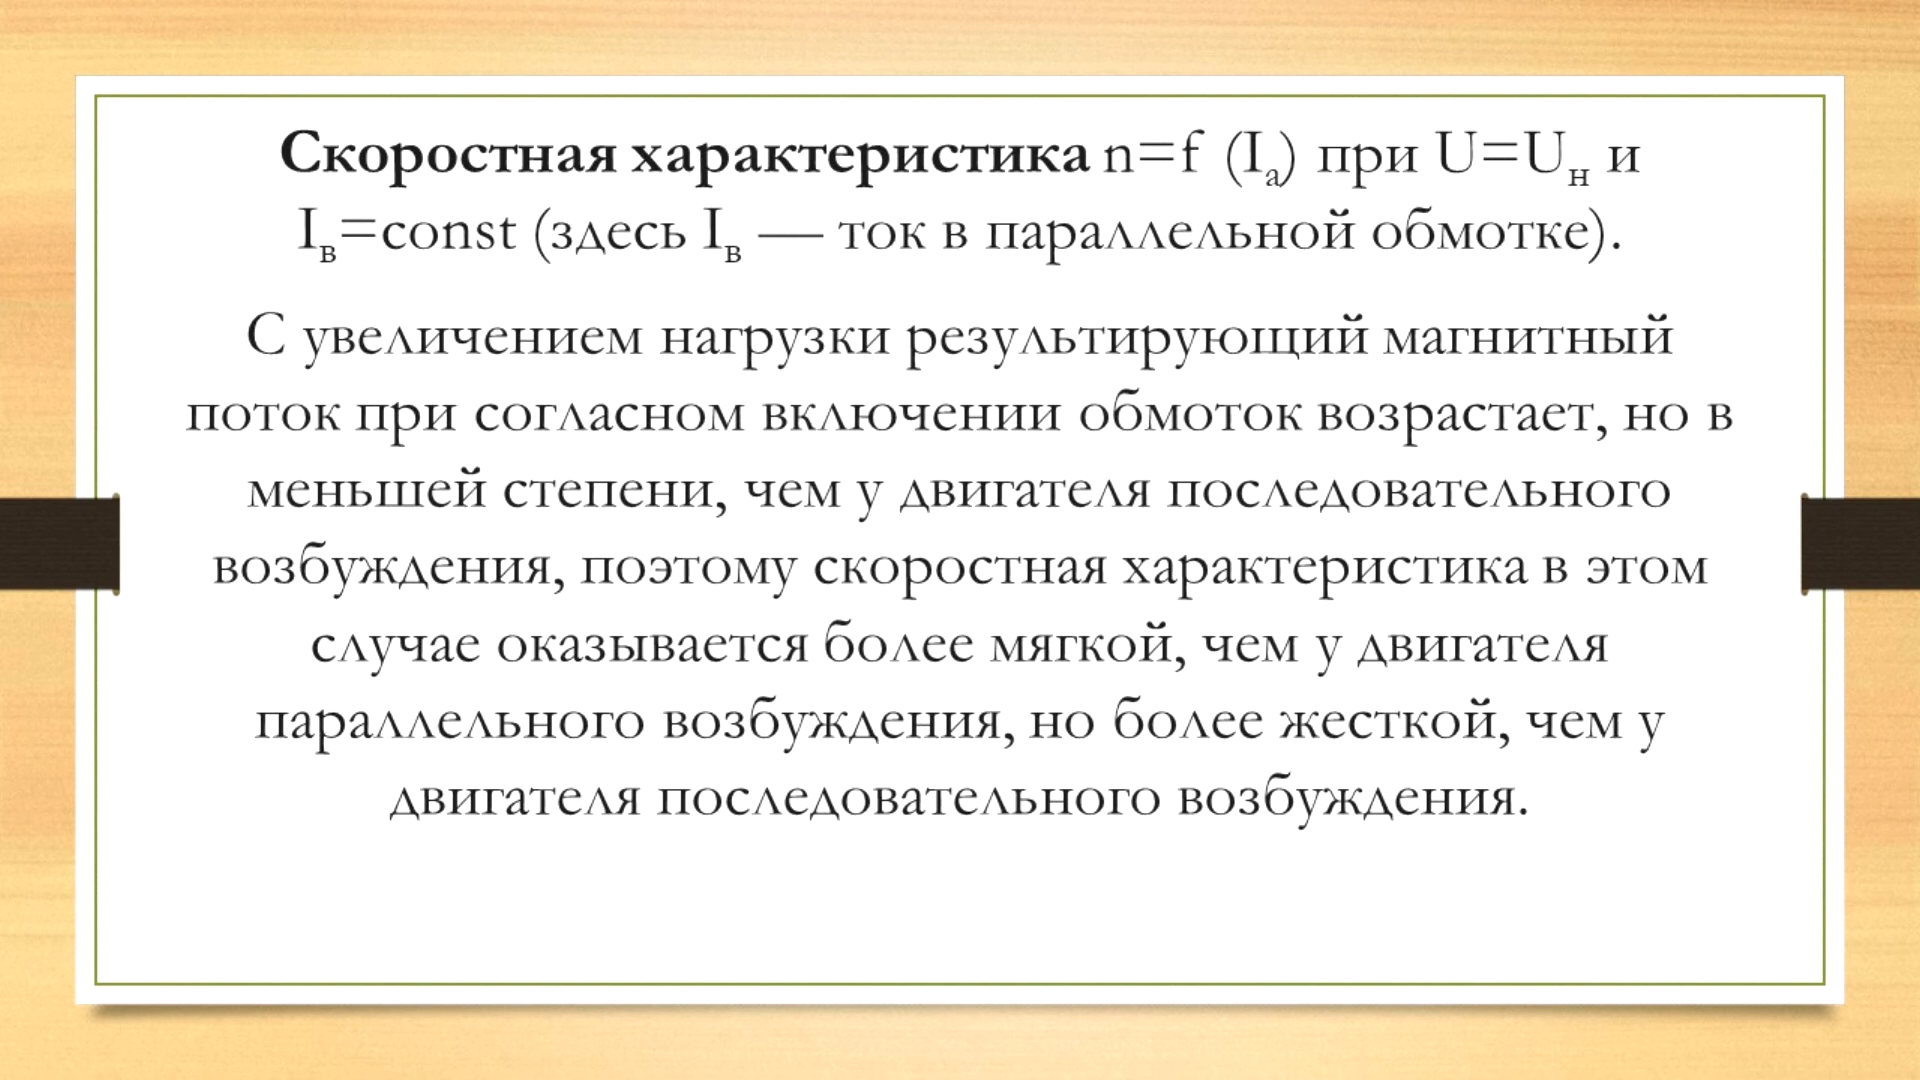 Скоростная характеристика n=f (Iа) при U=Uн и
Iв=const (здесь Iв — ток в параллельной обмотке).
С увеличением нагрузки результирующий магнитный
поток при согласном включении обмоток возрастает, но в
меньшей степени, чем у двигателя последовательного
возбуждения, поэтому скоростная характеристика в этом
случае оказывается более мягкой, чем у двигателя
параллельного возбуждения, но более жесткой, чем у
двигателя последовательного возбуждения.